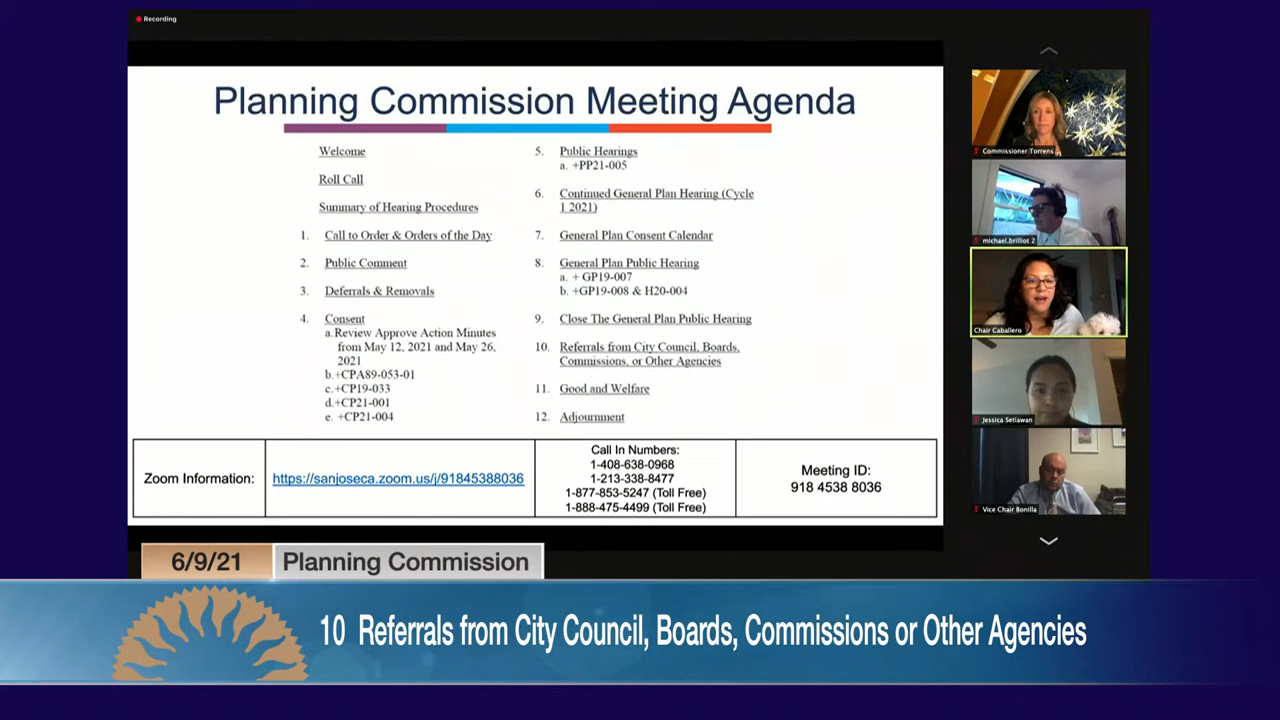 Recording
Planning Commission Meeting Agenda
Welcome
Roll Call
Summary of Hearing Procedures
1. Call to Order & Orders of the Day
2. Public Comment
3. Deferrals & Removals
4. Consent
a.Review Approve Action Minutes
from May 12, 2021 and May 26,
2021
b.+CPA89-053-01
c.+CP19-033
d.+CP21-001
e. +CP21-004
5. Public Hearings
a. +PP21-005
6. Continued General Plan Hearing (Cycle
1 2021)
7. General Plan Consent Calendar
8. General Plan Public Hearing
a. + GP19-007
b. +GP19-008 & H20-004
9. Close The General Plan Public Hearing
10. Referrals from City Council, Boards,
Commissions, or Other Agencies
11. Good and Welfare
12. Adjournment
Zoom Information:
https://sanjoseca.zoom.us/j/91845388036
Call In Numbers:
1-408-638-0968
1-213-338-8477
1-877-853-5247 (Toll Free)
1-888-475-4499 (Toll Free)
Meeting ID:
918 4538 8036
Commissioner Torrens
michael.brilliot 2
Chair Caballero
Jessica Setiawan
Vice Chair Bonilla
6/9/21
Planning Commission
10 Referrals from City Council, Boards, Commissions or Other Agencies